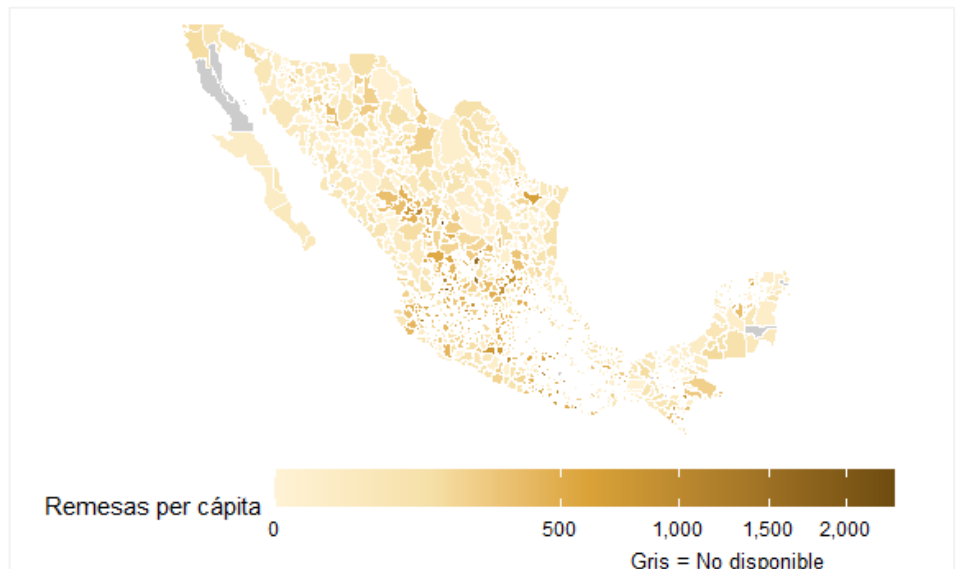 Remesas per cápita
0 500 1,000 1,500 2,000
Gris = No disponible